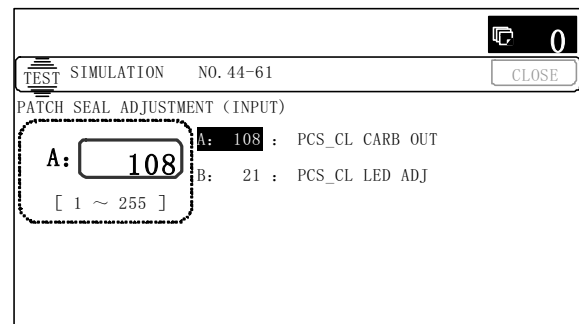 0
TEST SIMULATION NO. 44-61 CLOSE
PATCH SEAL ADJUSTMENT (INPUT)
A: 108
[ 1 ～ 255 ]
A: 108 : PCS_CL CARB OUT
B: 21 : PCS_CL LED ADJ